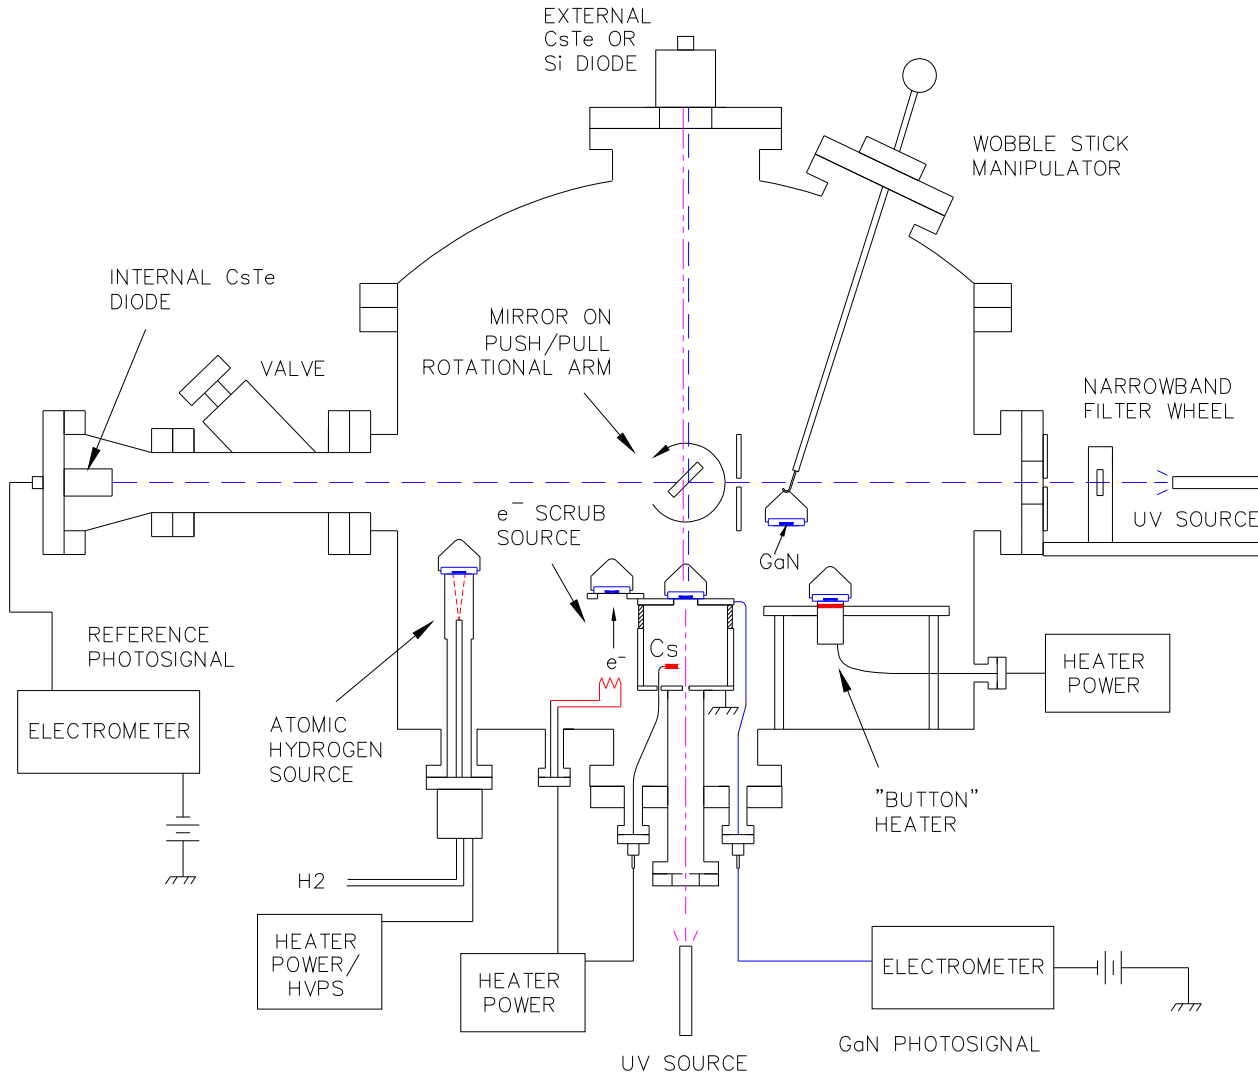 EXTERNAL
CsTe OR
Si DIODE
WOBBLE STICK
MANIPULATOR
INTERNAL CsTe
DIODE
MIRROR ON
PUSH/PULL
ROTATIONAL ARM
VALVE
NARROWBAND
FILTER WHEEL
e⁻ SCRUB
SOURCE
UV SOURCE
GaN
REFERENCE
PHOTOSIGNAL
e⁻
Cs
HEATER
POWER
ELECTROMETER
ATOMIC
HYDROGEN
SOURCE
"BUTTON"
HEATER
H2
HEATER
POWER/
HVPS
HEATER
POWER
ELECTROMETER
UV SOURCE
GaN PHOTOSIGNAL